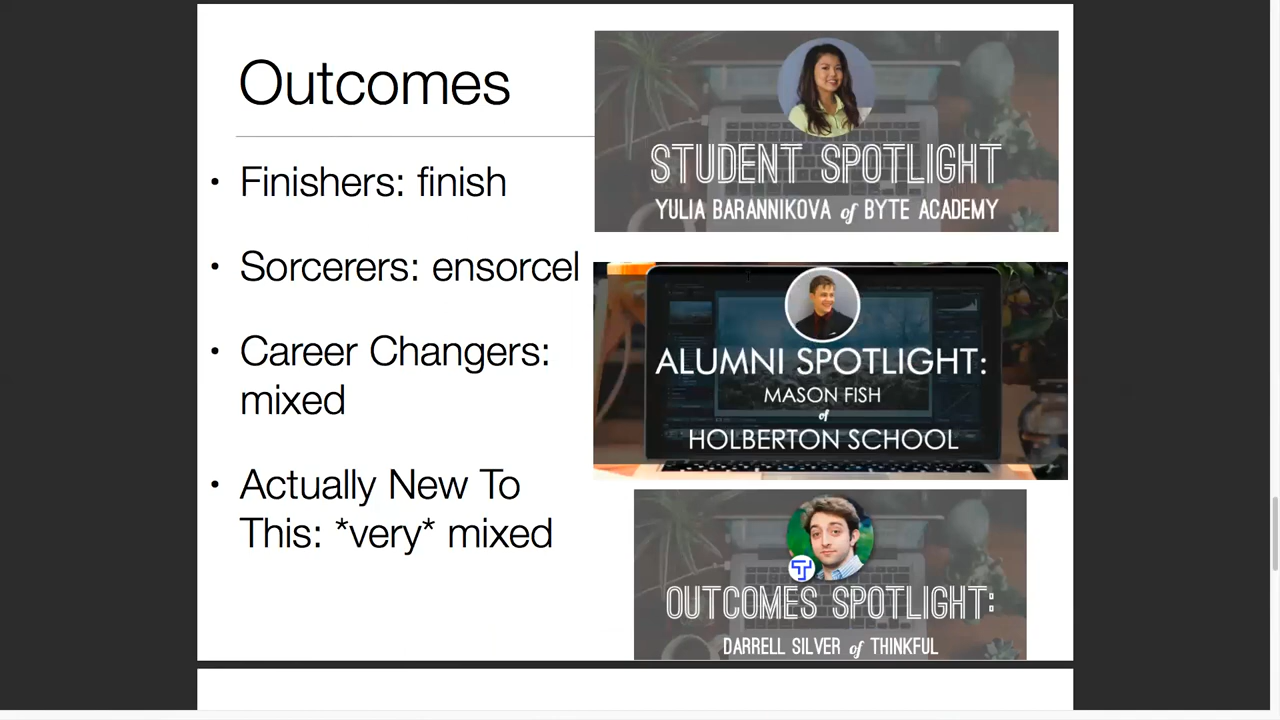 Outcomes
• Finishers: finish
• Sorcerers: ensorcel
• Career Changers:
mixed
• Actually New To
This: *very* mixed
STUDENT SPOTLIGHT
YULIA BARANNIKOVA of BYTE ACADEMY
ALUMNI SPOTLIGHT:
MASON FISH
of
HOLBERTON SCHOOL
T
OUTCOMES SPOTLIGHT:
DARRELL SILVER of THINKFUL